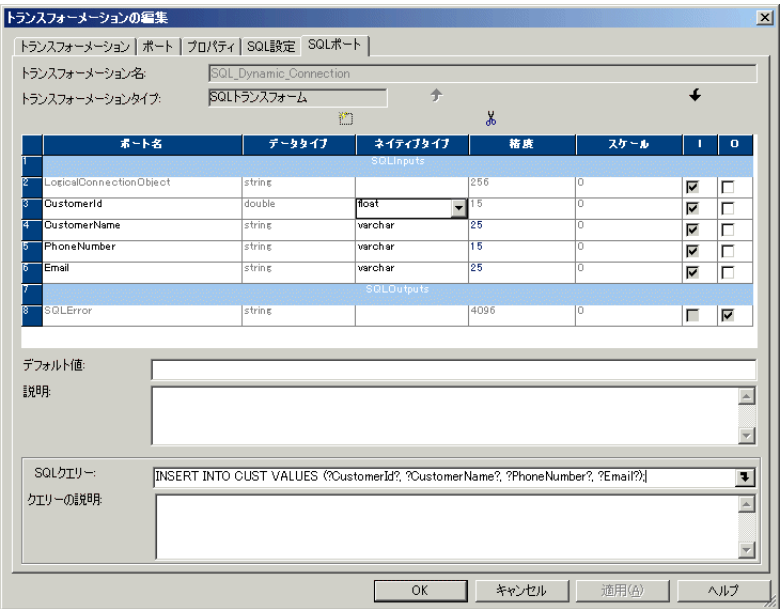 トランスフォーメーションの編集
トランスフォーメーション ポート プロパティ SQL設定 SQLポート
トランスフォーメーション名: SQL_Dynamic_Connection
トランスフォーメーションタイプ: SQLトランスフォーム
ポート名 データタイプ ネイティブタイプ 精度 スケール I O
1 SQLInputs
2 LogicalConnectionObject string 256 0
3 CustomerId double float 15 0
4 CustomerName string varchar 25 0
5 PhoneNumber string varchar 15 0
6 Email string varchar 25 0
7 SQLOutputs
8 SQLError string 4096 0
デフォルト値:
説明:
SQLクエリー: INSERT INTO CUST VALUES (?CustomerId?, ?CustomerName?, ?PhoneNumber?, ?Email?);
クエリーの説明:
OK キャンセル 適用(A) ヘルプ